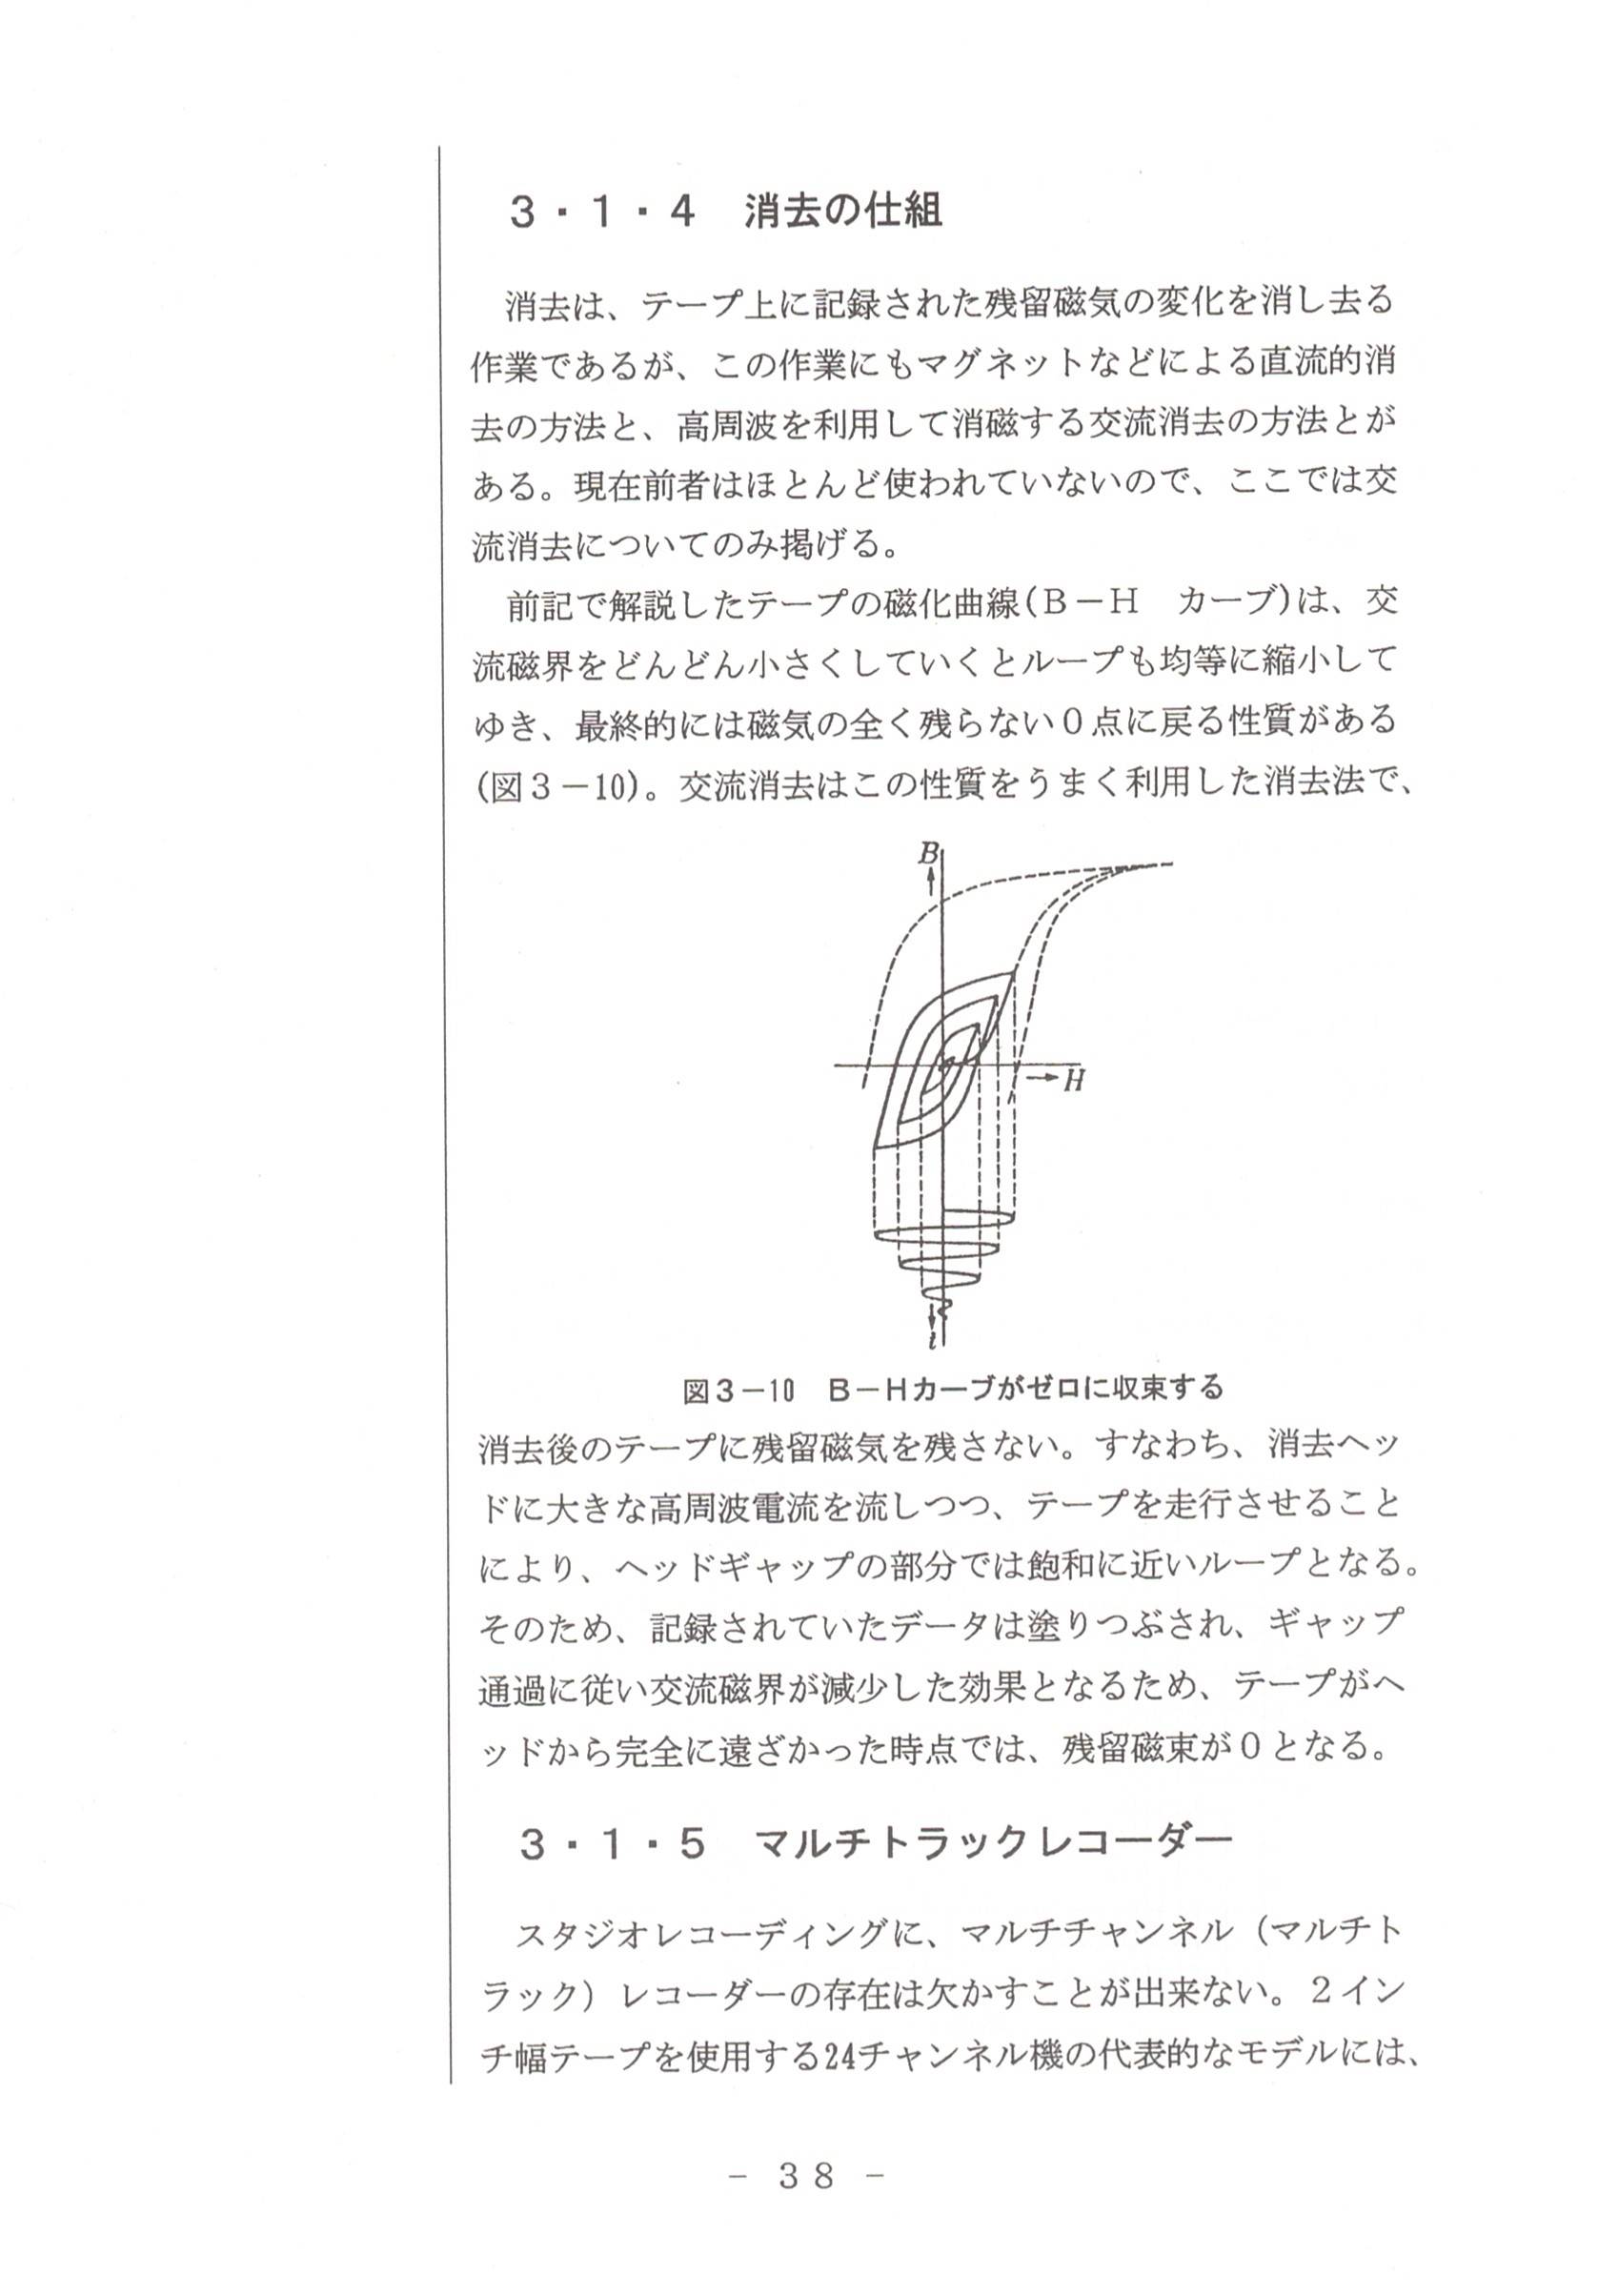 3・1・4　消去の仕組
　消去は、テープ上に記録された残留磁気の変化を消し去る
作業であるが、この作業にもマグネットなどによる直流的消
去の方法と、高周波を利用して消磁する交流消去の方法とが
ある。現在前者はほとんど使われていないので、ここでは交
流消去についてのみ掲げる。
　前記で解説したテープの磁化曲線(B－H　カーブ)は、交
流磁界をどんどん小さくしていくとループも均等に縮小して
ゆき、最終的には磁気の全く残らない0点に戻る性質がある
(図3－10)。交流消去はこの性質をうまく利用した消去法で、
B
H
i
図3－10　B－Hカーブがゼロに収束する
消去後のテープに残留磁気を残さない。すなわち、消去ヘッ
ドに大きな高周波電流を流しつつ、テープを走行させること
により、ヘッドギャップの部分では飽和に近いループとなる。
そのため、記録されていたデータは塗りつぶされ、ギャップ
通過に従い交流磁界が減少した効果となるため、テープがヘ
ッドから完全に遠ざかった時点では、残留磁束が0となる。
3・1・5　マルチトラックレコーダー
　スタジオレコーディングに、マルチチャンネル（マルチト
ラック）レコーダーの存在は欠かすことが出来ない。2イン
チ幅テープを使用する24チャンネル機の代表的なモデルには、
－ 38 －